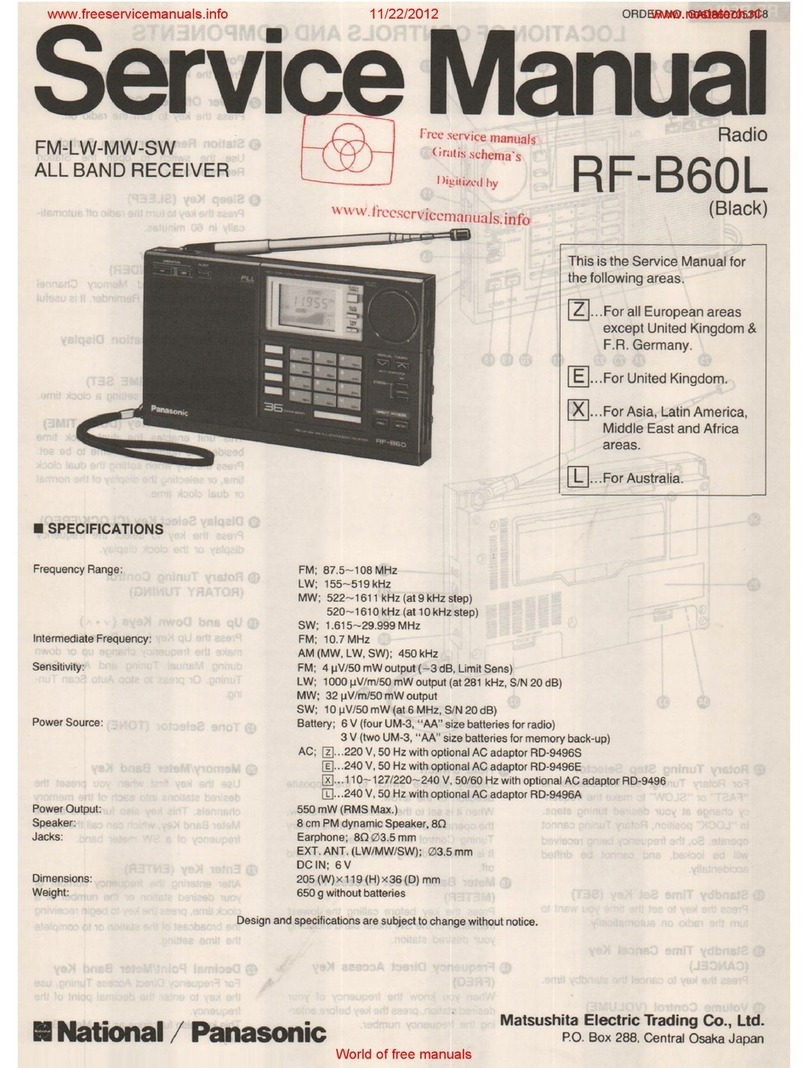 www.freeservicemanuals.info
11/22/2012
ORDER NO.
Service Manual
FM-LW-MW-SW
ALL BAND RECEIVER
Free service manuals
Gratis schema's
Digitized by
www.freeservicemanuals.info
Radio
RF-B60L
(Black)
This is the Service Manual for
the following areas.
Z...For all European areas
except United Kingdom &
F.R. Germany.
E...For United Kingdom.
X...For Asia, Latin America,
Middle East and Africa
areas.
L...For Australia.
PLL
11955
Panasonic
36
RF-B60
■ SPECIFICATIONS
Frequency Range: FM; 87.5~108 MHz
LW; 155~519 kHz
MW; 522~1611 kHz (at 9 kHz step)
520~1610 kHz (at 10 kHz step)
SW; 1.615~29.999 MHz
Intermediate Frequency: FM; 10.7 MHz
AM (MW, LW, SW); 450 kHz
Sensitivity: FM; 4 μV/50 mW output (−3 dB, Limit Sens)
LW; 1000 μV/m/50 mW output (at 281 kHz, S/N 20 dB)
MW; 32 μV/m/50 mW output
SW; 10 μV/50 mW (at 6 MHz, S/N 20 dB)
Power Source: Battery; 6 V (four UM-3, "AA" size batteries for radio)
3 V (two UM-3, "AA" size batteries for memory back-up)
AC; Z...220 V, 50 Hz with optional AC adaptor RD-9496S
E...240 V, 50 Hz with optional AC adaptor RD-9496E
X...110~127/220~240 V, 50/60 Hz with optional AC adaptor RD-9496
L...240 V, 50 Hz with optional AC adaptor RD-9496A
Power Output: 550 mW (RMS Max.)
Speaker: 8 cm PM dynamic Speaker, 8Ω
Jacks: Earphone; 8Ω ∅3.5 mm
EXT. ANT. (LW/MW/SW); ∅3.5 mm
DC IN; 6 V
Dimensions: 205 (W)×119 (H)×36 (D) mm
Weight: 650 g without batteries
Design and specifications are subject to change without notice.
National / Panasonic
Matsushita Electric Trading Co., Ltd.
P.O. Box 288, Central Osaka Japan
World of free manuals